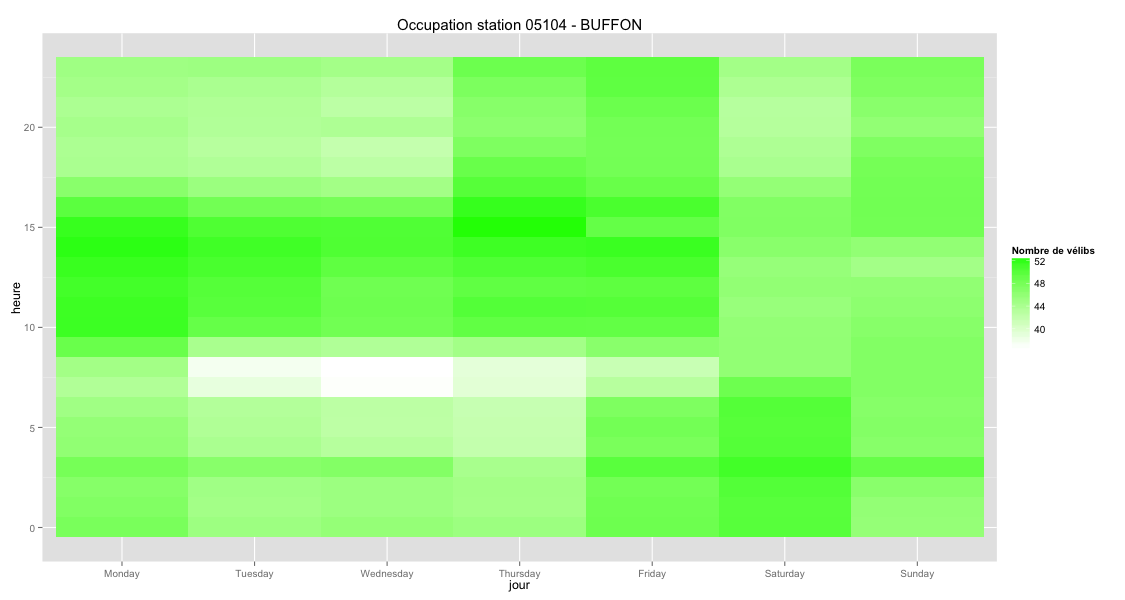 Occupation station 05104 - BUFFON
heure
20
15
10
5
0
Monday Tuesday Wednesday Thursday Friday Saturday Sunday
jour
Nombre de vélibs
52
48
44
40